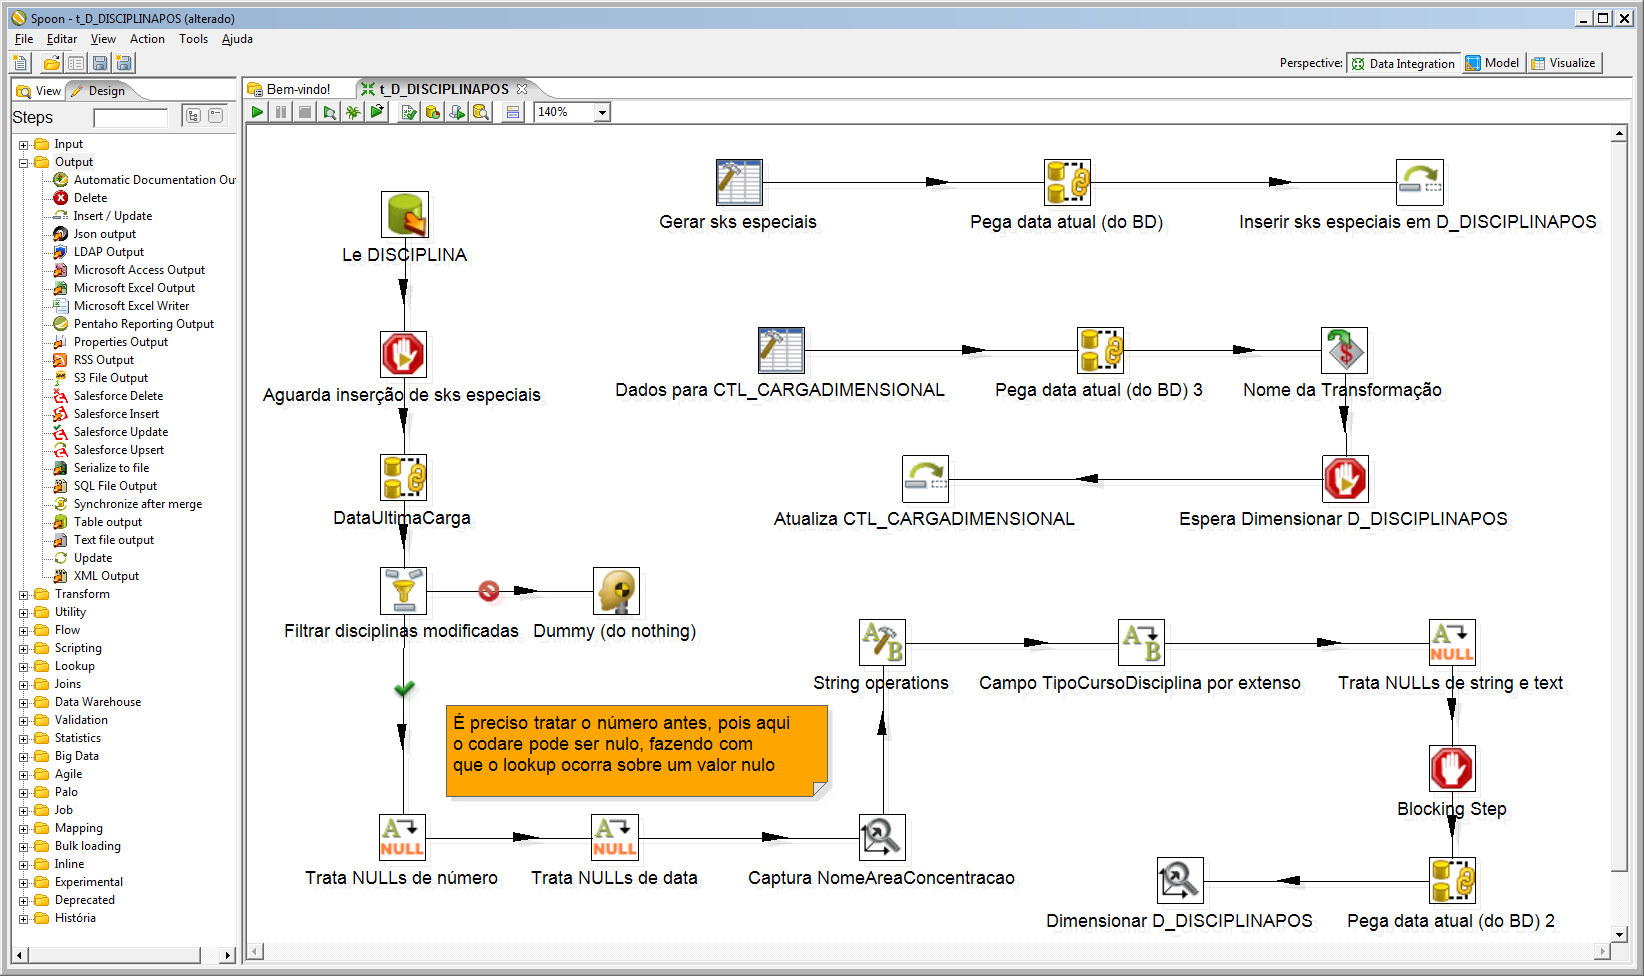 Spoon - t_D_DISCIPLINAPOS (alterado)
File Editar View Action Tools Ajuda
Perspective: Data Integration Model Visualize
View Design
Bem-vindo! t_D_DISCIPLINAPOS
Steps
140%
Input
Output
Automatic Documentation Ou
Delete
Insert / Update
Json output
LDAP Output
Microsoft Access Output
Microsoft Excel Output
Microsoft Excel Writer
Pentaho Reporting Output
Properties Output
RSS Output
S3 File Output
Salesforce Delete
Salesforce Insert
Salesforce Update
Salesforce Upsert
Serialize to file
SQL File Output
Synchronize after merge
Table output
Text file output
Update
XML Output
Transform
Utility
Flow
Scripting
Lookup
Joins
Data Warehouse
Validation
Statistics
Big Data
Agile
Palo
Job
Mapping
Bulk loading
Inline
Experimental
Deprecated
História
Gerar sks especiais
Pega data atual (do BD)
Inserir sks especiais em D_DISCIPLINAPOS
Le DISCIPLINA
Aguarda inserção de sks especiais
Dados para CTL_CARGADIMENSIONAL
Pega data atual (do BD) 3
Nome da Transformação
DataUltimaCarga
Atualiza CTL_CARGADIMENSIONAL
Espera Dimensionar D_DISCIPLINAPOS
Filtrar disciplinas modificadas
Dummy (do nothing)
A B
A B
A NULL
String operations
Campo TipoCursoDisciplina por extenso
Trata NULLs de string e text
É preciso tratar o número antes, pois aqui
o codare pode ser nulo, fazendo com
que o lookup ocorra sobre um valor nulo
Blocking Step
A NULL
A NULL
Trata NULLs de número
Trata NULLs de data
Captura NomeAreaConcentracao
Dimensionar D_DISCIPLINAPOS
Pega data atual (do BD) 2